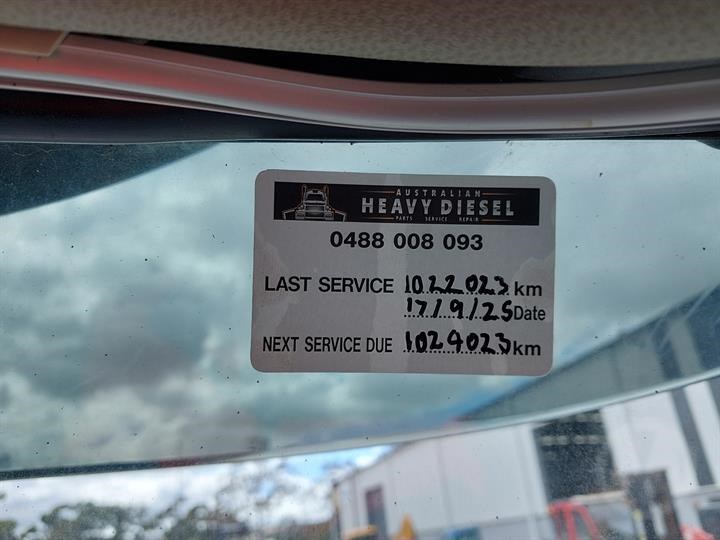 AUSTRALIAN
HEAVY DIESEL
PARTS SERVICE REPAIR
0488 008 093
LAST SERVICE 1022023 km
17/9/25 Date
NEXT SERVICE DUE 1029023 km